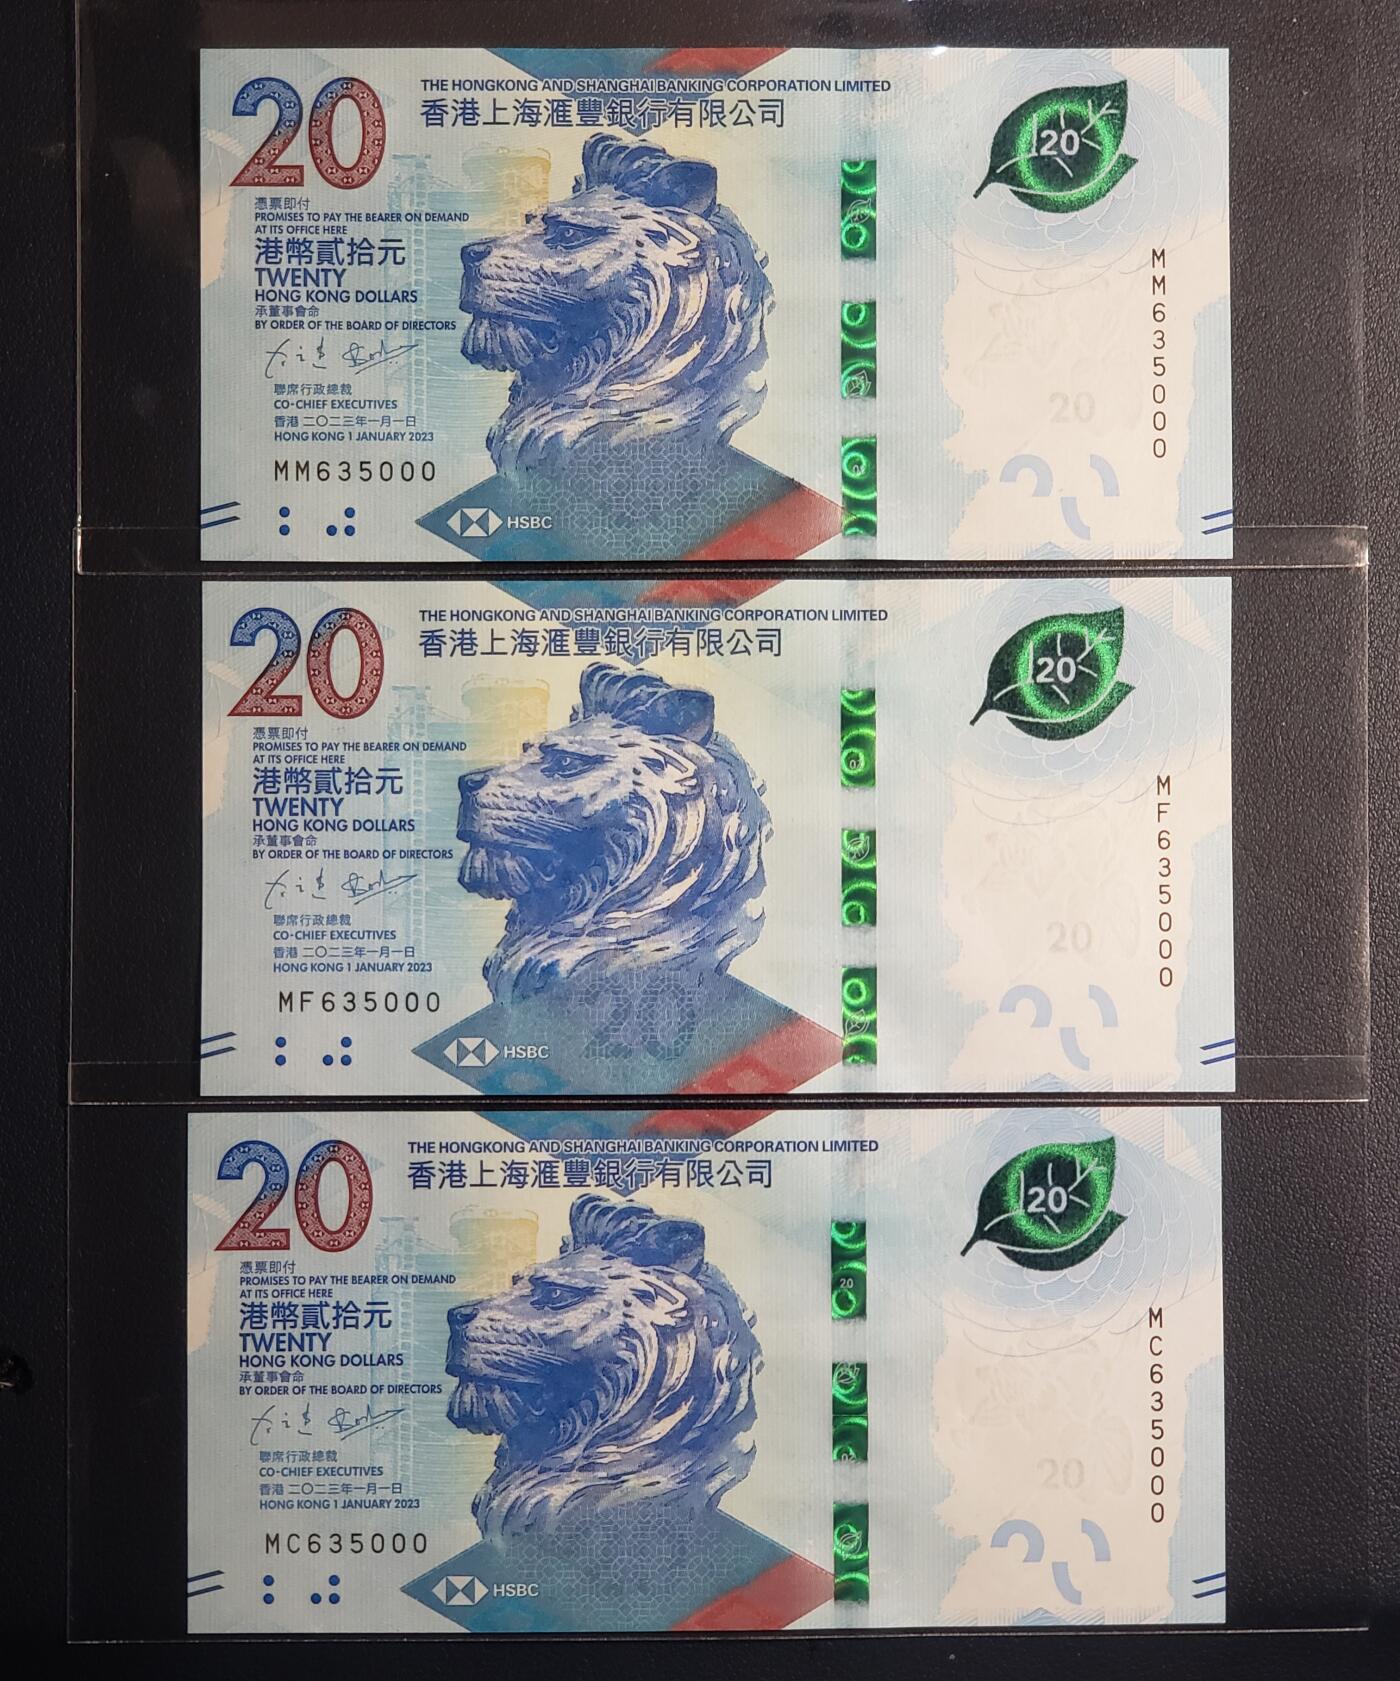 20
THE HONGKONG AND SHANGHAI BANKING CORPORATION LIMITED
香港上海滙豐銀行有限公司
20
憑票即付
PROMISES TO PAY THE BEARER ON DEMAND
AT ITS OFFICE HERE
港幣貳拾元
TWENTY
HONG KONG DOLLARS
承董事會命
BY ORDER OF THE BOARD OF DIRECTORS
聯席行政總裁
CO-CHIEF EXECUTIVES
香港 二〇二三年一月一日
HONG KONG 1 JANUARY 2023
MM635000
HSBC
20
MM635000
20
THE HONGKONG AND SHANGHAI BANKING CORPORATION LIMITED
香港上海滙豐銀行有限公司
20
憑票即付
PROMISES TO PAY THE BEARER ON DEMAND
AT ITS OFFICE HERE
港幣貳拾元
TWENTY
HONG KONG DOLLARS
承董事會命
BY ORDER OF THE BOARD OF DIRECTORS
聯席行政總裁
CO-CHIEF EXECUTIVES
香港 二〇二三年一月一日
HONG KONG 1 JANUARY 2023
MF635000
20
HSBC
20
MF635000
20
THE HONGKONG AND SHANGHAI BANKING CORPORATION LIMITED
香港上海滙豐銀行有限公司
20
憑票即付
PROMISES TO PAY THE BEARER ON DEMAND
AT ITS OFFICE HERE
港幣貳拾元
TWENTY
HONG KONG DOLLARS
承董事會命
BY ORDER OF THE BOARD OF DIRECTORS
聯席行政總裁
CO-CHIEF EXECUTIVES
香港 二〇二三年一月一日
HONG KONG 1 JANUARY 2023
MC635000
HSBC
20
20
MC635000